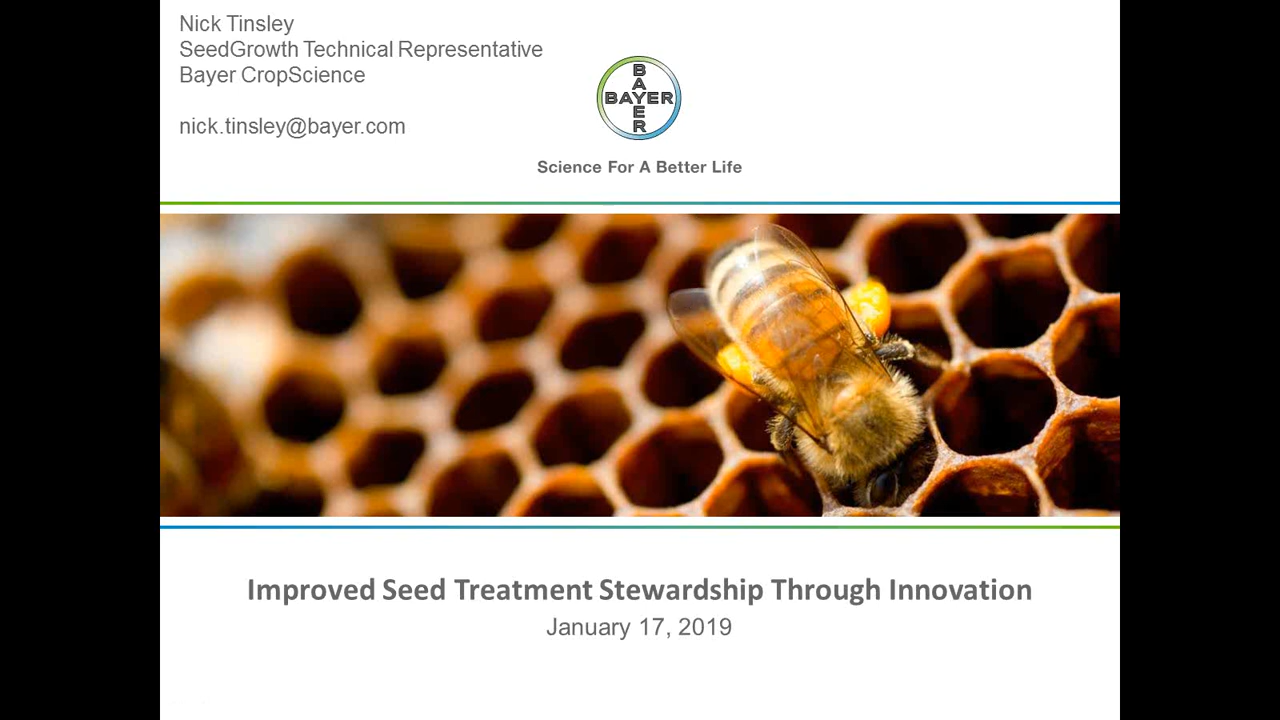 Nick Tinsley
SeedGrowth Technical Representative
Bayer CropScience
nick.tinsley@bayer.com
BAYER
BAYER
Science For A Better Life
Improved Seed Treatment Stewardship Through Innovation
January 17, 2019